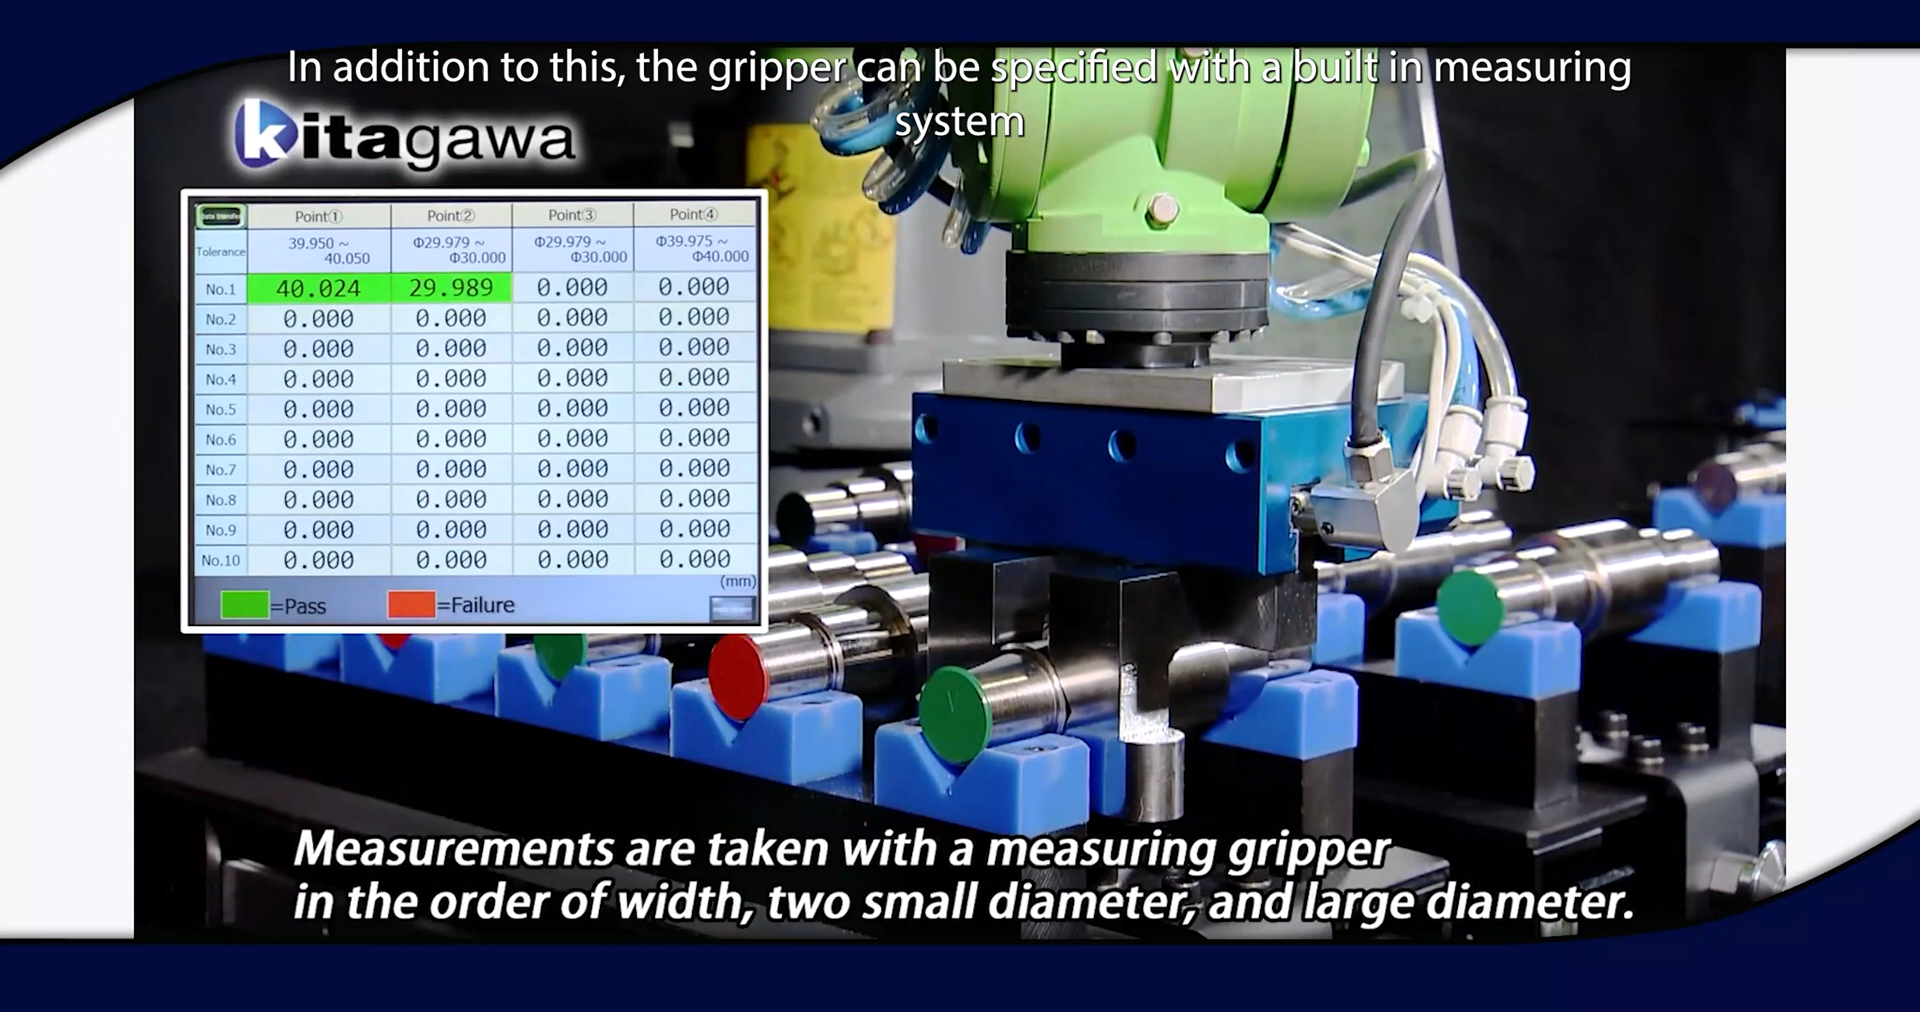 In addition to this, the gripper can be specified with a built in measuring
system
kitagawa
data transfer Point① Point② Point③ Point④
Tolerance 39.950 ~ 40.050 Φ29.979 ~ Φ30.000 Φ29.979 ~ Φ30.000 Φ39.975 ~ Φ40.000
No.1 40.024 29.989 0.000 0.000
No.2 0.000 0.000 0.000 0.000
No.3 0.000 0.000 0.000 0.000
No.4 0.000 0.000 0.000 0.000
No.5 0.000 0.000 0.000 0.000
No.6 0.000 0.000 0.000 0.000
No.7 0.000 0.000 0.000 0.000
No.8 0.000 0.000 0.000 0.000
No.9 0.000 0.000 0.000 0.000
No.10 0.000 0.000 0.000 0.000
(mm)
=Pass =Failure
Measurements are taken with a measuring gripper
in the order of width, two small diameter, and large diameter.